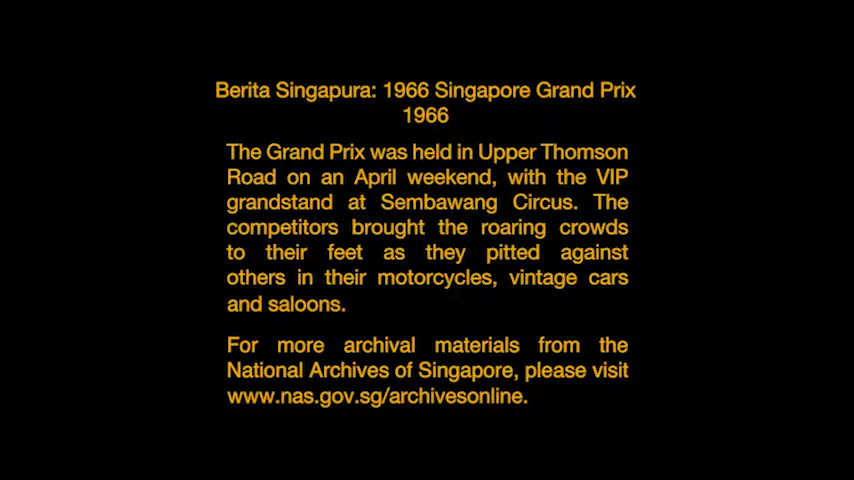 Berita Singapura: 1966 Singapore Grand Prix
1966
The Grand Prix was held in Upper Thomson
Road on an April weekend, with the VIP
grandstand at Sembawang Circus. The
competitors brought the roaring crowds
to their feet as they pitted against
others in their motorcycles, vintage cars
and saloons.
For more archival materials from the
National Archives of Singapore, please visit
www.nas.gov.sg/archivesonline.